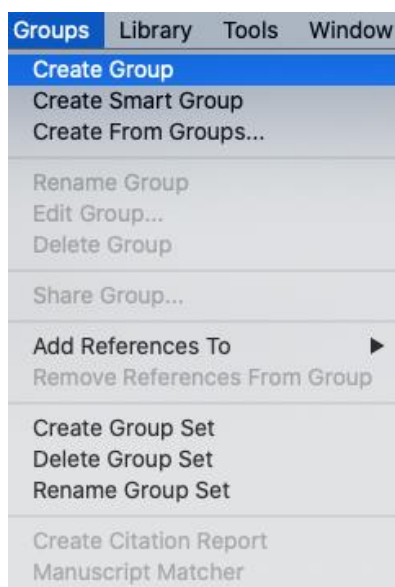 Groups Library Tools Window
Create Group
Create Smart Group
Create From Groups...
Rename Group
Edit Group...
Delete Group
Share Group...
Add References To
Remove References From Group
Create Group Set
Delete Group Set
Rename Group Set
Create Citation Report
Manuscript Matcher